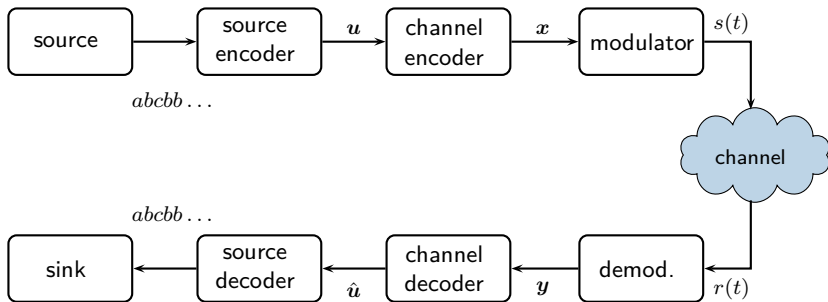 source
source
encoder
u
channel
encoder
x
modulator
s(t)
abcbb . . .
channel
abcbb . . .
sink
source
decoder
û
channel
decoder
y
demod.
r(t)